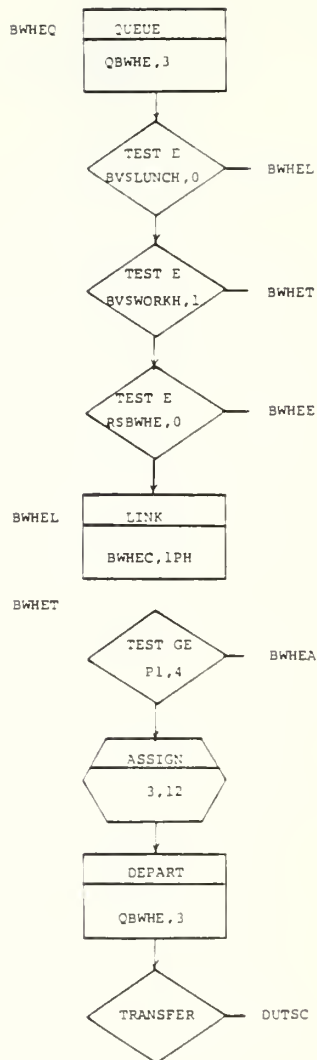 BWHEQ QUEUE
QBWHE,3
TEST E
BVSLUNCH,0 BWHEL
TEST E
BVSWORKH,1 BWHET
TEST E
RSBWHE,0 BWHEE
BWHEL LINK
BWHEC,1PH
BWHET
TEST GE
P1,4 BWHEA
ASSIGN
3,12
DEPART
QBWHE,3
TRANSFER DUTSC